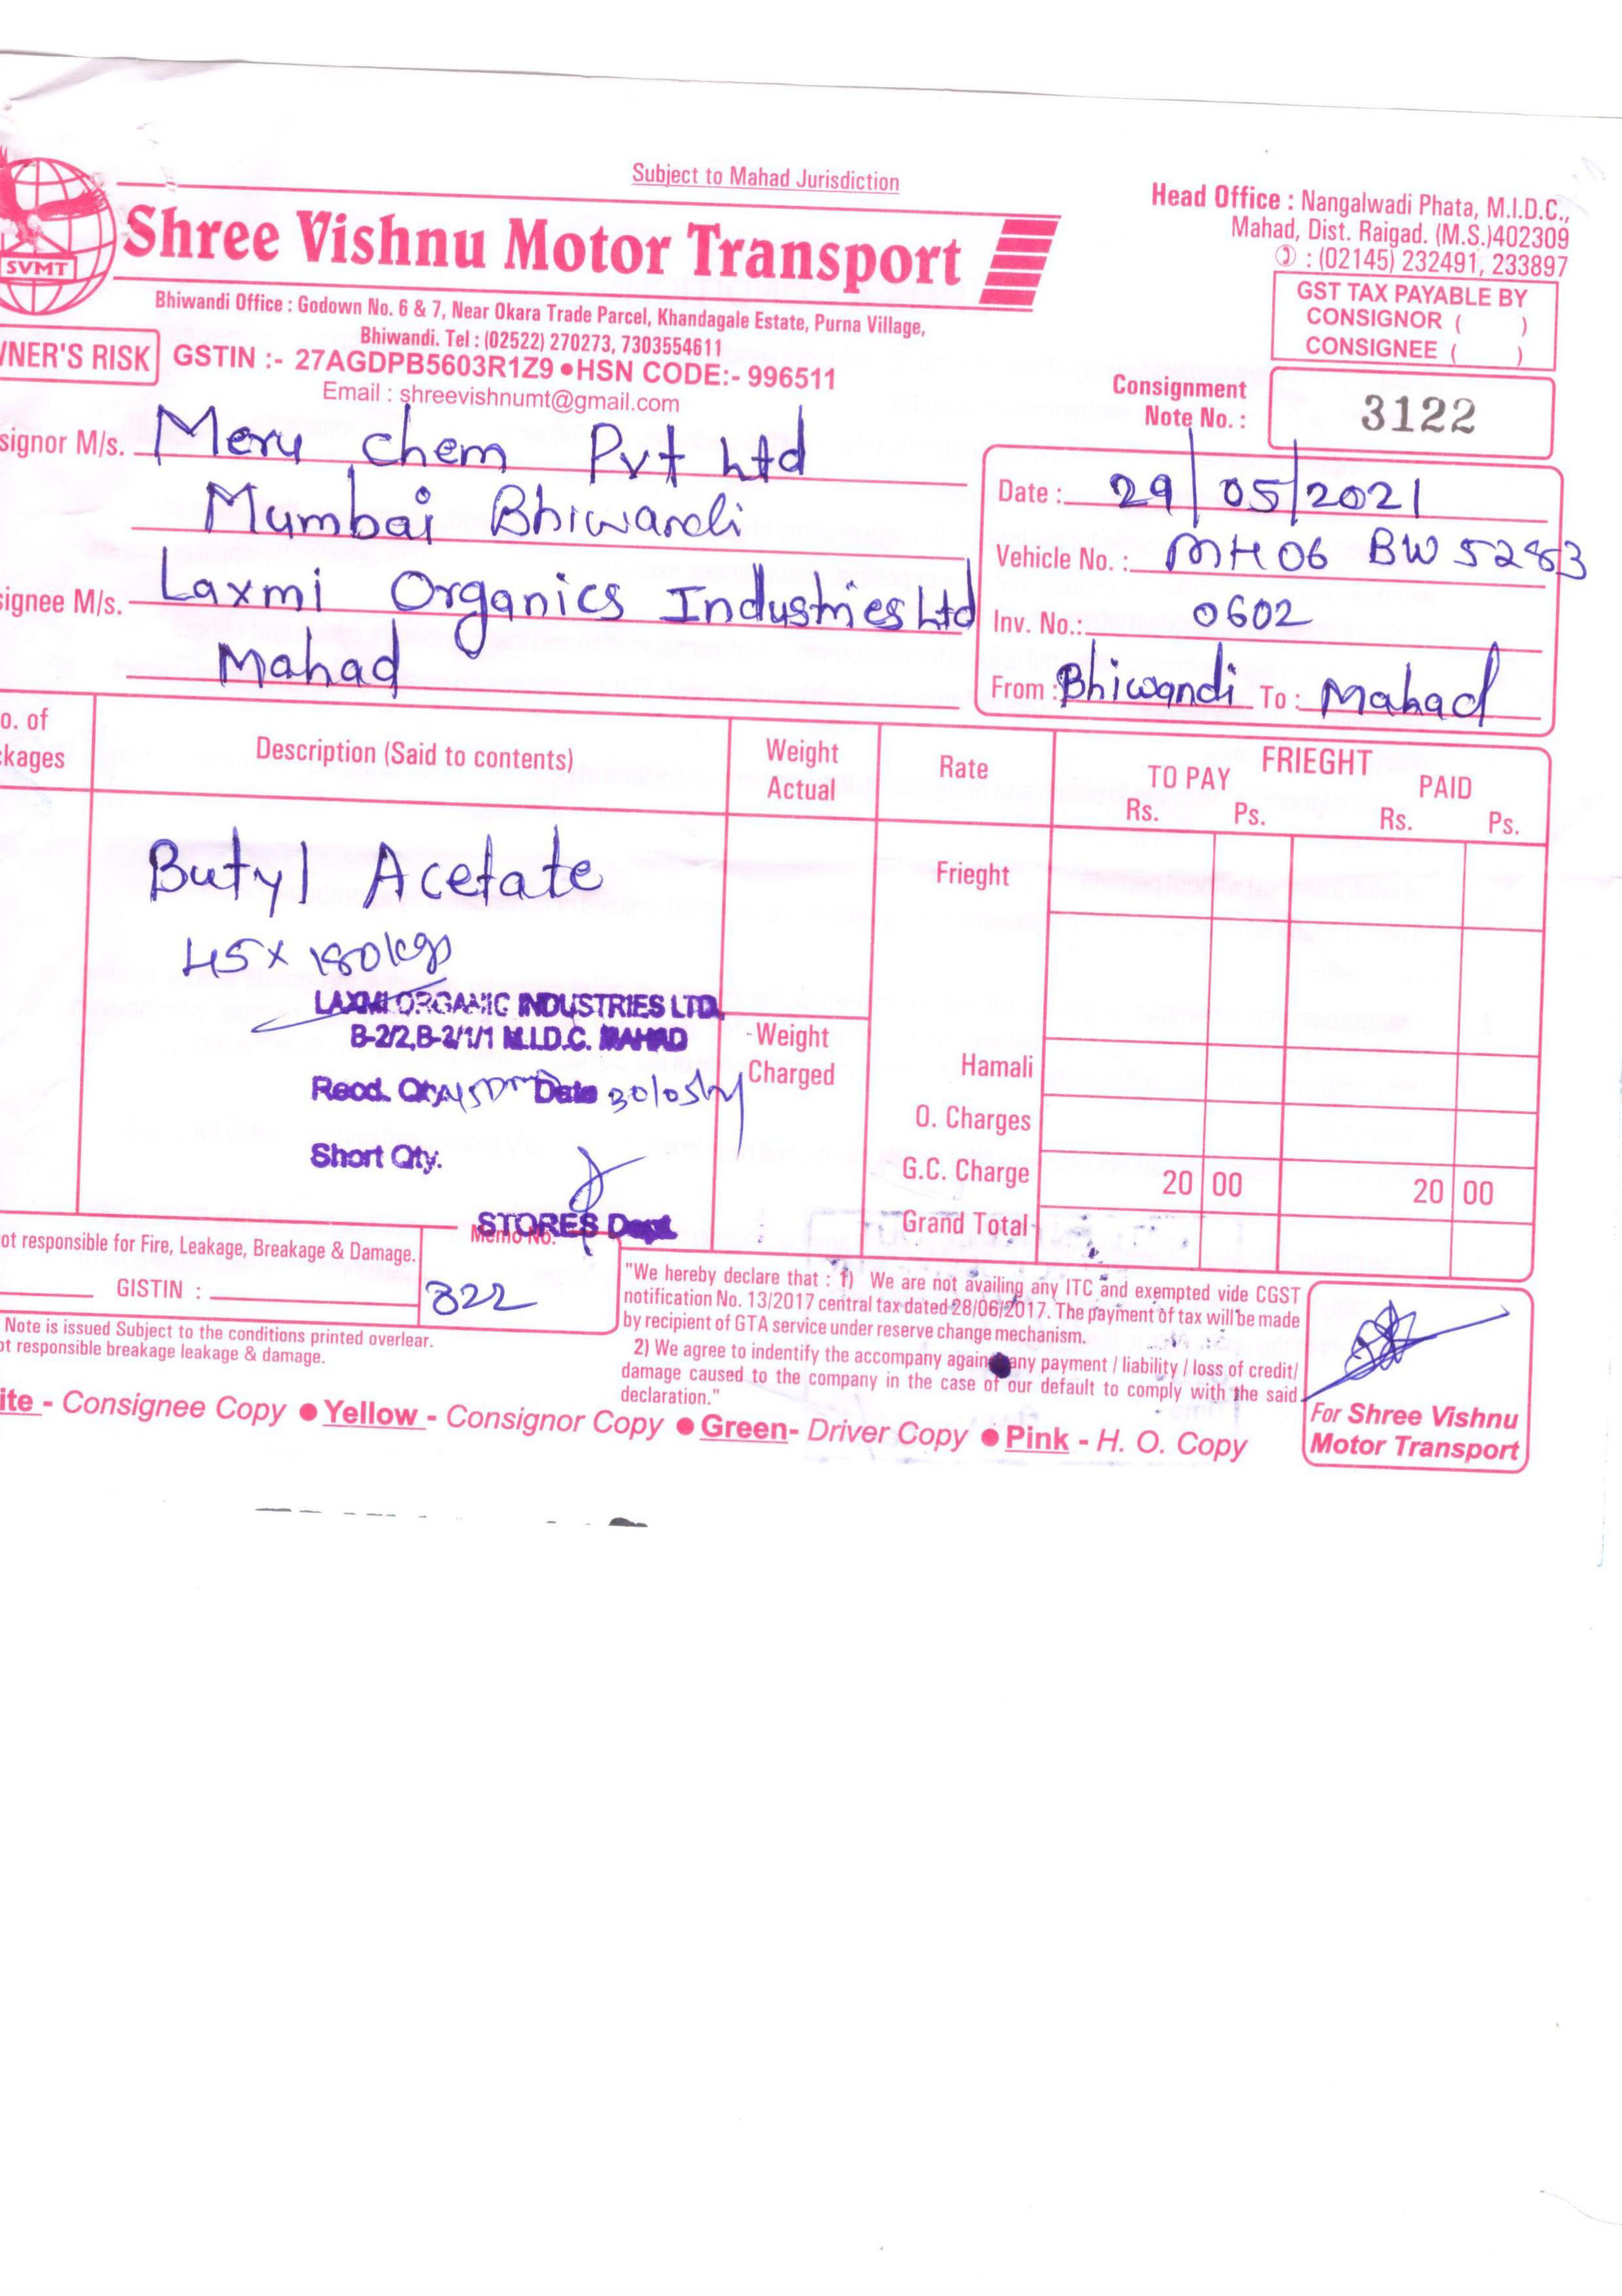 Subject to Mahad Jurisdiction
SVMT
Shree Vishnu Motor Transport
Head Office : Nangalwadi Phata, M.I.D.C.,
Mahad, Dist. Raigad. (M.S.)402309
: (02145) 232491, 233897
Bhiwandi Office : Godown No. 6 & 7, Near Okara Trade Parcel, Khandagale Estate, Purna Village,
Bhiwandi. Tel : (02522) 270273, 7303554611
GST TAX PAYABLE BY
CONSIGNOR ( )
CONSIGNEE ( )
NER'S RISK
GSTIN :- 27AGDPB5603R1Z9 ● HSN CODE:- 996511
Email : shreevishnumt@gmail.com
Consignment
Note No. : 3122
signor M/s. Meru Chem Pvt Ltd
Mumbai Bhiwandi
signee M/s. Laxmi Organics Industries Ltd
Mahad
Date : 29/05/2021
Vehicle No. : MH06 BW 5283
Inv. No.: 0602
From : Bhiwandi To : Mahad
o. of
ckages
Description (Said to contents)
Weight
Actual
Rate
FRIEGHT
TO PAY PAID
Rs. Ps. Rs. Ps.
Butyl Acetate
45 x 180 kgs
Frieght
LAXMI ORGANIC INDUSTRIES LTD.
B-2/2,B-2/1/1 M.I.D.C. MAHAD
Recd. Qty. Date
Short Qty.
STORES Dept.
Weight
Charged
Hamali
O. Charges
G.C. Charge 20 00 20 00
Grand Total
ot responsible for Fire, Leakage, Breakage & Damage.
GISTIN :
Memo No.
322
Note is issued Subject to the conditions printed overlear.
ot responsible breakage leakage & damage.
"We hereby declare that : 1) We are not availing any ITC and exempted vide CGST
notification No. 13/2017 central tax dated 28/06/2017. The payment of tax will be made
by recipient of GTA service under reserve change mechanism.
2) We agree to indentify the accompany against any payment / liability / loss of credit/
damage caused to the company in the case of our default to comply with the said
declaration."
For Shree Vishnu
Motor Transport
ite - Consignee Copy ● Yellow - Consignor Copy ● Green- Driver Copy ● Pink - H. O. Copy